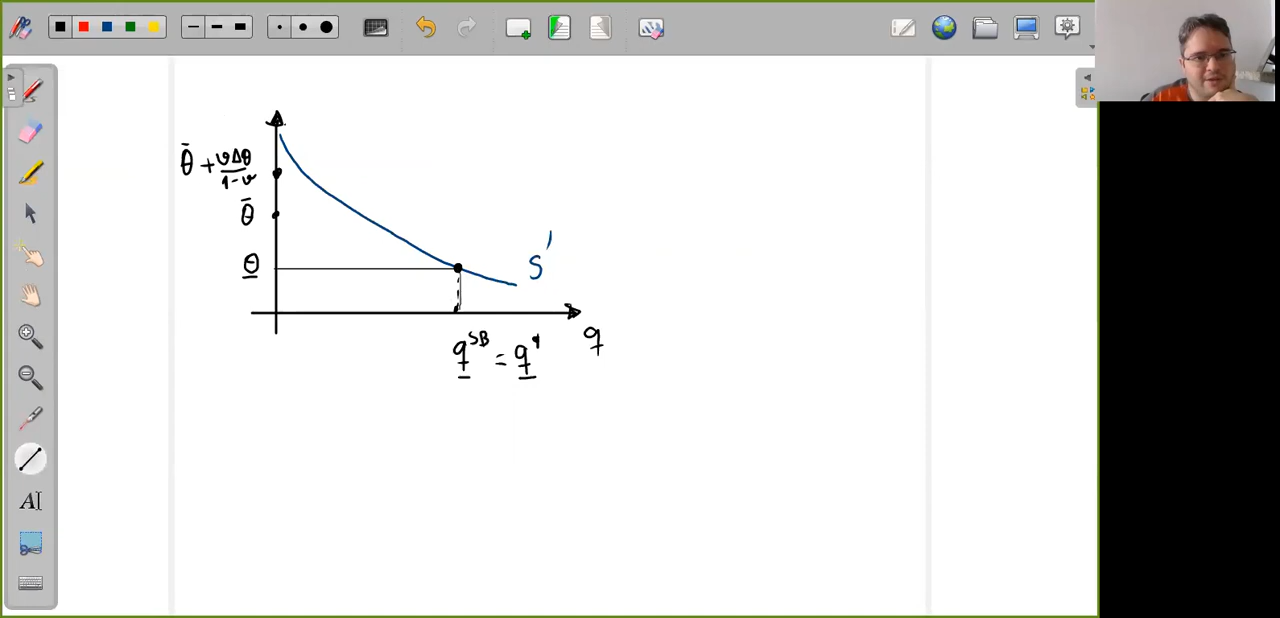 θ̄ + νΔθ/1-ν
θ̄
θ̲
S'
q̲^SB = q̲*
q
A